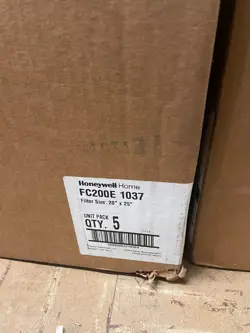 Honeywell Home
FC200E 1037
Filter Size: 20" x 25"
UNIT PACK
QTY. 5